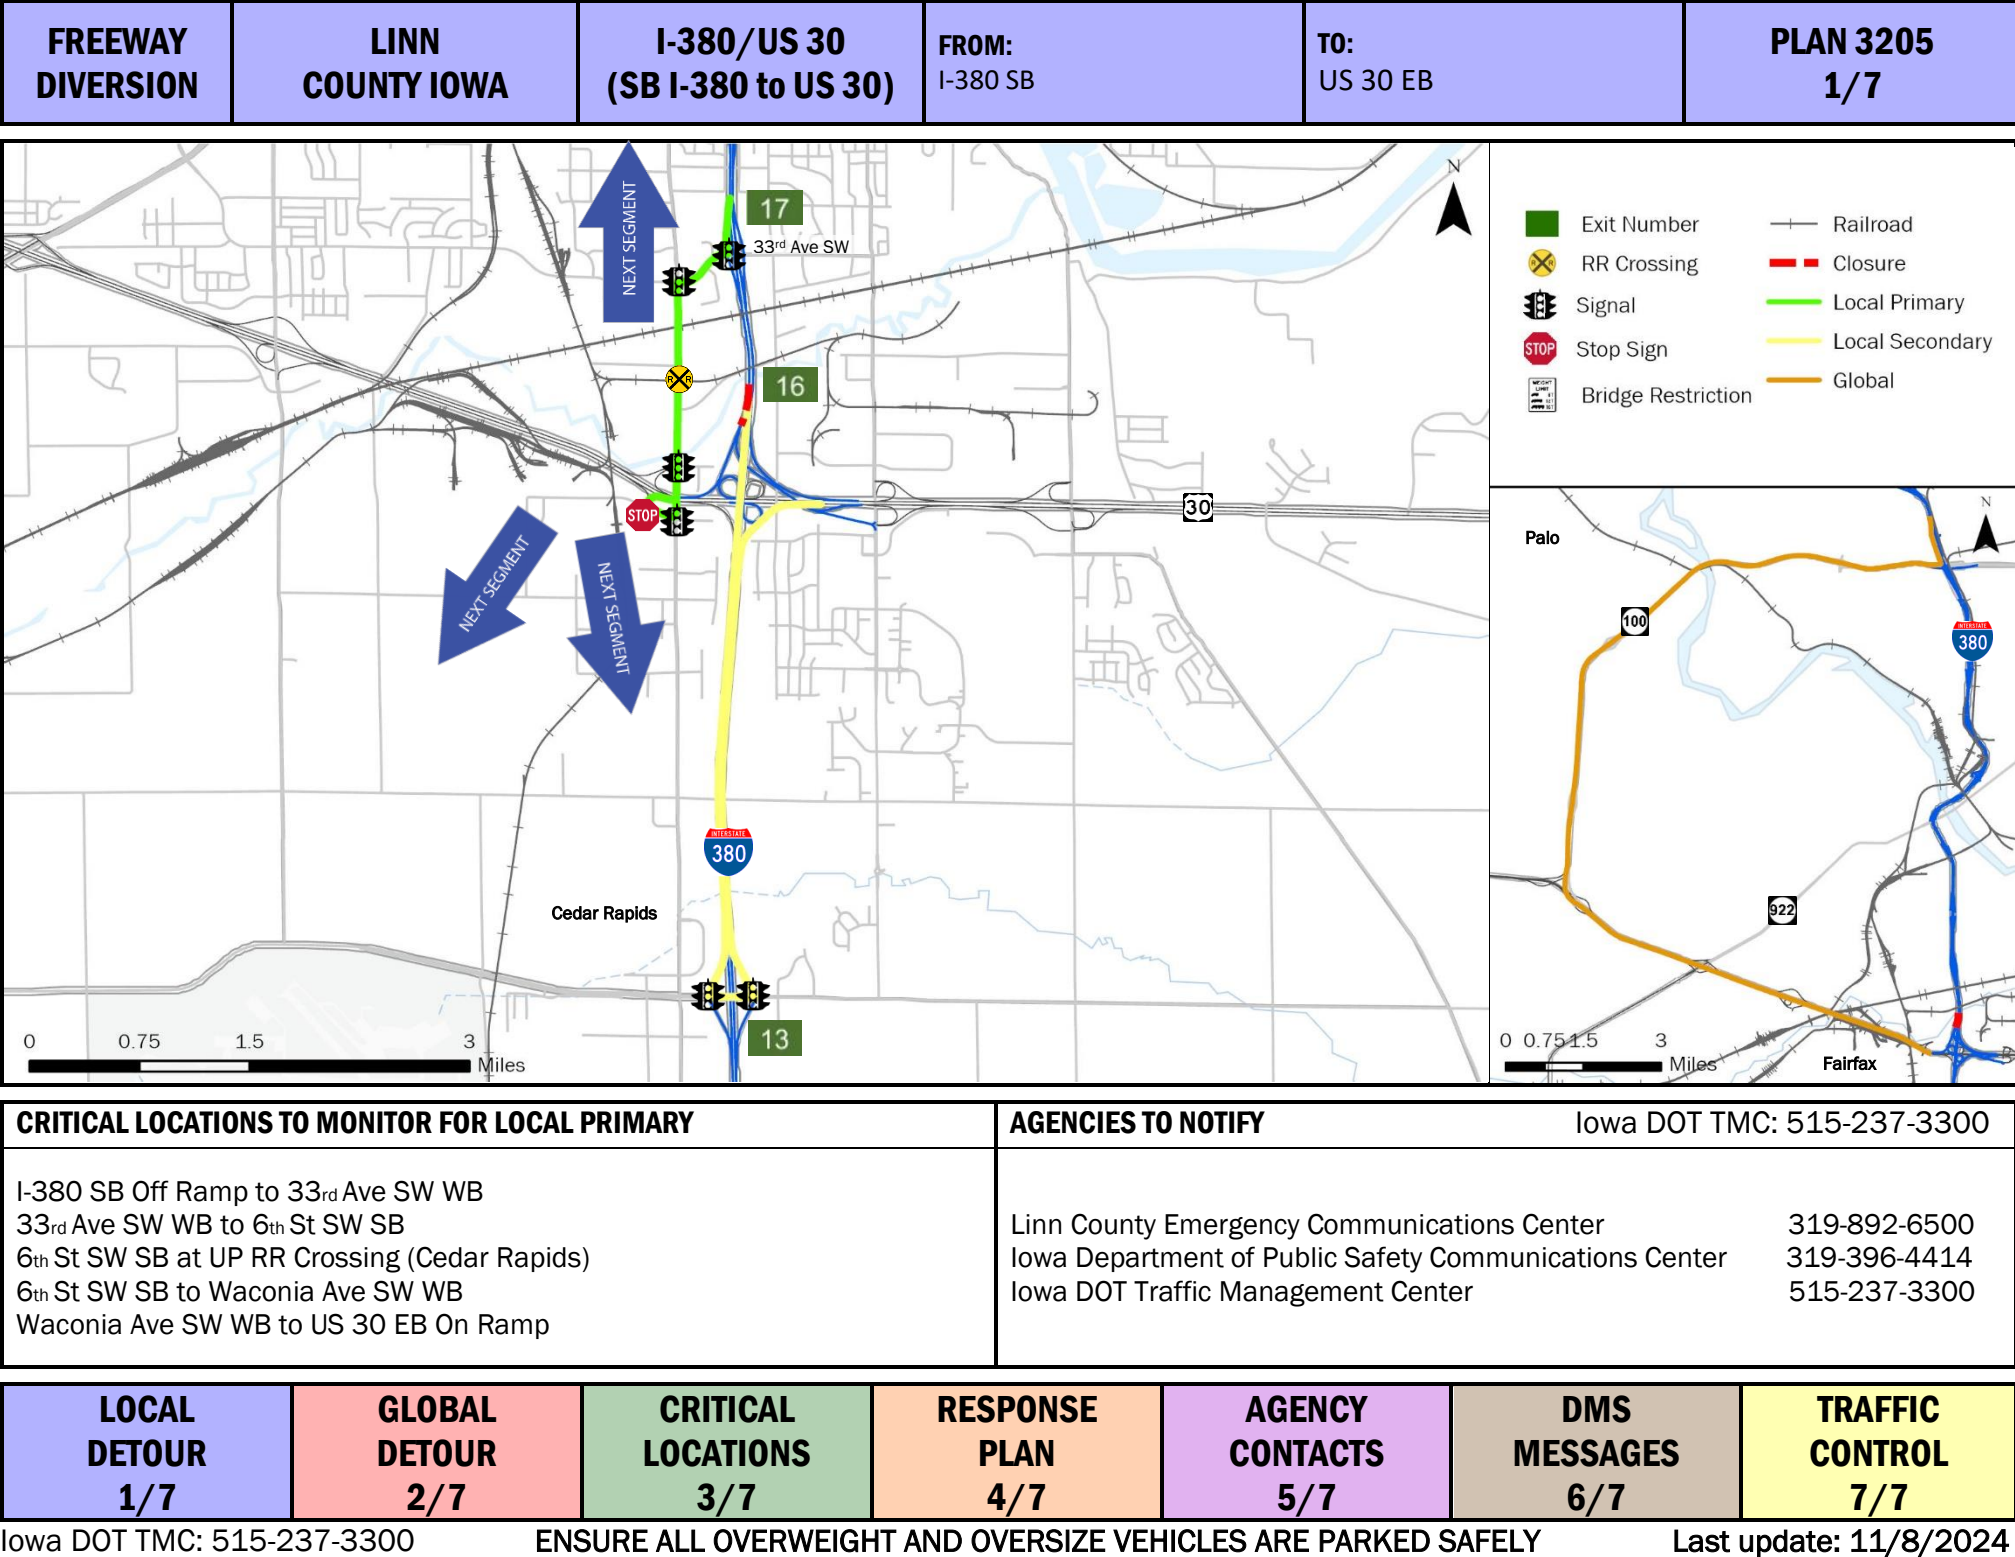 FREEWAY
DIVERSION
LINN
COUNTY IOWA
I-380/US 30
(SB I-380 to US 30)
FROM:
I-380 SB
TO:
US 30 EB
PLAN 3205
1/7
NEXT SEGMENT
17
33rd Ave SW
N
R R
16
30
STOP
NEXT SEGMENT
NEXT SEGMENT
INTERSTATE
380
Cedar Rapids
13
0 0.75 1.5 3
Miles
Exit Number
RR Crossing
Signal
STOP
Stop Sign
WEIGHT
LIMIT
Bridge Restriction
Railroad
Closure
Local Primary
Local Secondary
Global
N
Palo
100
INTERSTATE
380
922
0 0.75 1.5 3
Miles
Fairfax
CRITICAL LOCATIONS TO MONITOR FOR LOCAL PRIMARY
I-380 SB Off Ramp to 33rd Ave SW WB
33rd Ave SW WB to 6th St SW SB
6th St SW SB at UP RR Crossing (Cedar Rapids)
6th St SW SB to Waconia Ave SW WB
Waconia Ave SW WB to US 30 EB On Ramp
AGENCIES TO NOTIFY Iowa DOT TMC: 515-237-3300
Linn County Emergency Communications Center 319-892-6500
Iowa Department of Public Safety Communications Center 319-396-4414
Iowa DOT Traffic Management Center 515-237-3300
LOCAL
DETOUR
1/7
GLOBAL
DETOUR
2/7
CRITICAL
LOCATIONS
3/7
RESPONSE
PLAN
4/7
AGENCY
CONTACTS
5/7
DMS
MESSAGES
6/7
TRAFFIC
CONTROL
7/7
Iowa DOT TMC: 515-237-3300 ENSURE ALL OVERWEIGHT AND OVERSIZE VEHICLES ARE PARKED SAFELY Last update: 11/8/2024